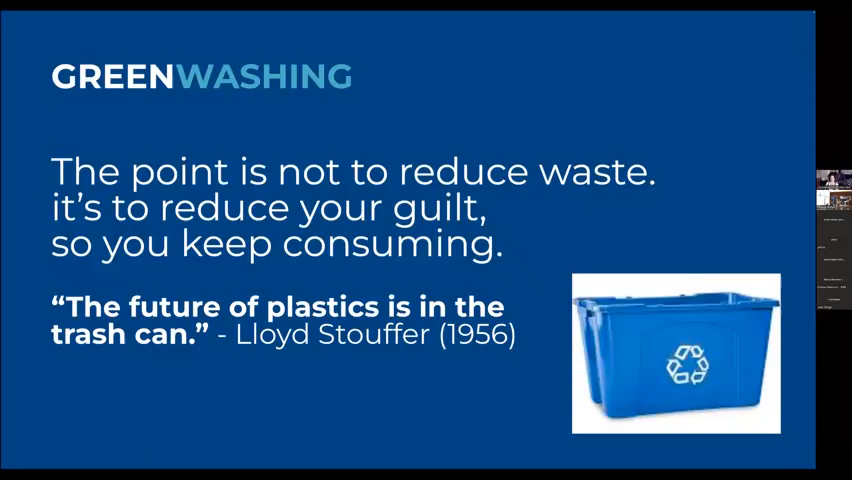 GREENWASHING
The point is not to reduce waste.
it's to reduce your guilt,
so you keep consuming.
“The future of plastics is in the
trash can.” - Lloyd Stouffer (1956)